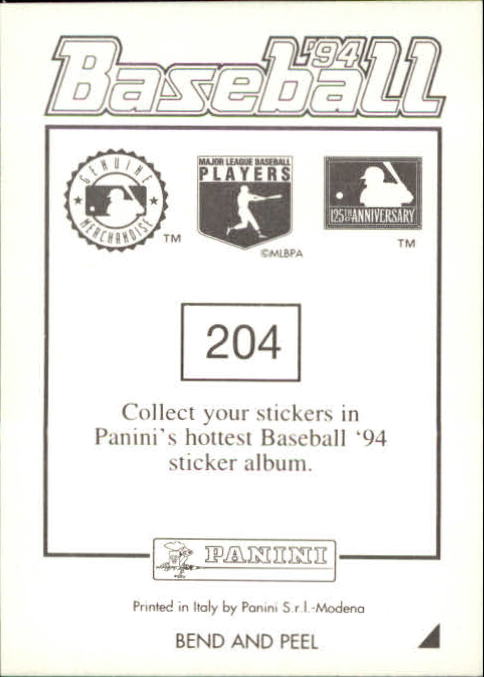 Baseball '94
GENUINE MERCHANDISE
TM
MAJOR LEAGUE BASEBALL
PLAYERS
©MLBPA
125TH ANNIVERSARY
TM
204
Collect your stickers in
Panini's hottest Baseball ‘94
sticker album.
PANINI
Printed in Italy by Panini S.r.l.-Modena
BEND AND PEEL